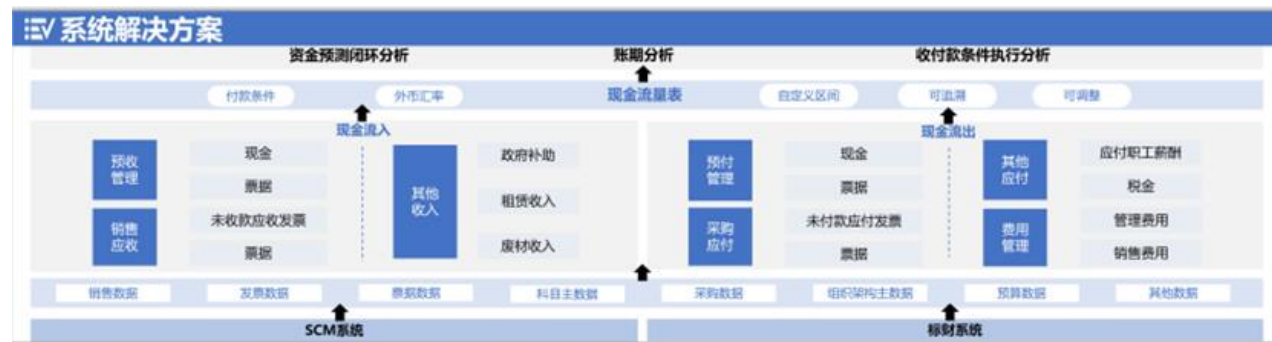 系统解决方案
资金预测闭环分析 账期分析 收付款条件执行分析
付款条件 外币汇率 现金流量表 自定义区间 可追溯 可调整
现金流入 现金流出
预收管理 现金 票据
销售应收 未收款应收发票 票据
其他收入 政府补助 租赁收入 废材收入
预付管理 现金 票据
采购应付 未付款应付发票 票据
其他应付 应付职工薪酬 税金
费用管理 管理费用 销售费用
销售数据 发票数据 票据数据 科目主数据 采购数据 组织架构主数据 预算数据 其他数据
SCM系统 标财系统